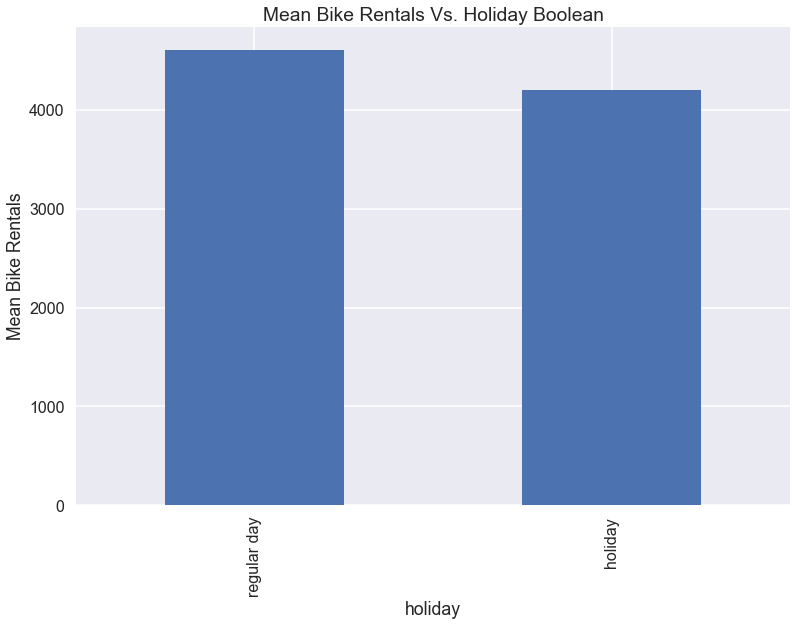 Mean Bike Rentals Vs. Holiday Boolean
Mean Bike Rentals
4000
3000
2000
1000
0
regular day
holiday
holiday